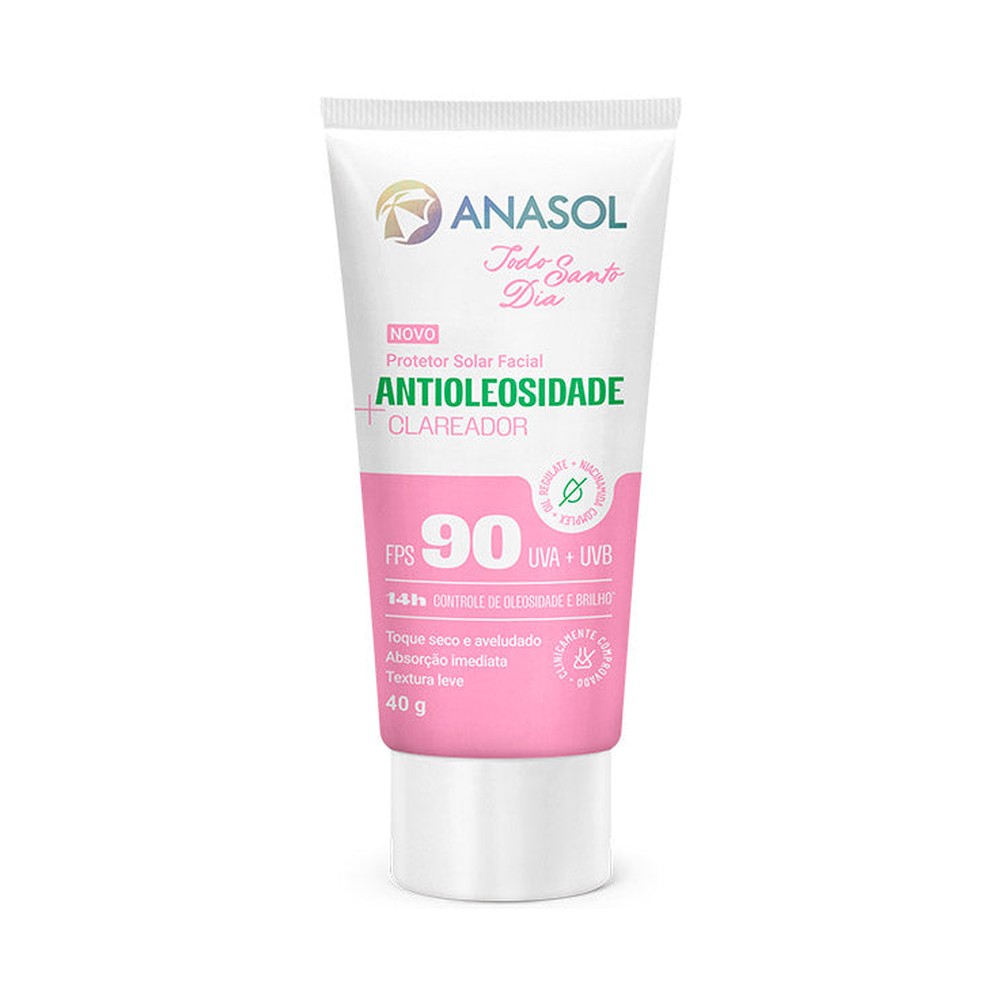 ANASOL
Todo Santo
Dia
NOVO
Protetor Solar Facial
ANTIOLEOSIDADE
+ CLAREADOR
OIL REGULATE + NIACINAMIDA COMPLEX +
FPS 90 UVA + UVB
14h CONTROLE DE OLEOSIDADE E BRILHO*
Toque seco e aveludado
Absorção imediata
Textura leve
CLINICAMENTE COMPROVADO -
40 g